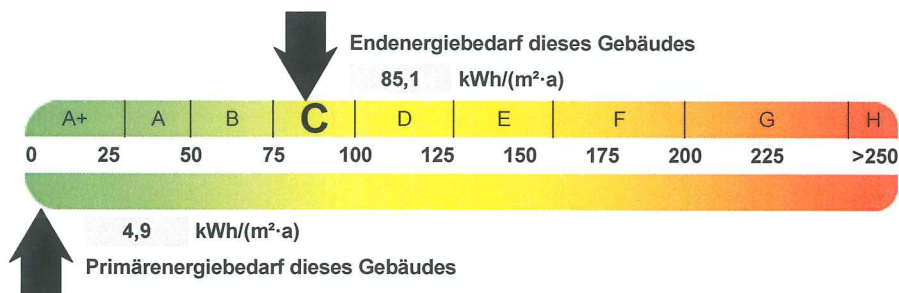 Endenergiebedarf dieses Gebäudes
85,1 kWh/(m²·a)
A+ A B C D E F G H
0 25 50 75 100 125 150 175 200 225 >250
4,9 kWh/(m²·a)
Primärenergiebedarf dieses Gebäudes